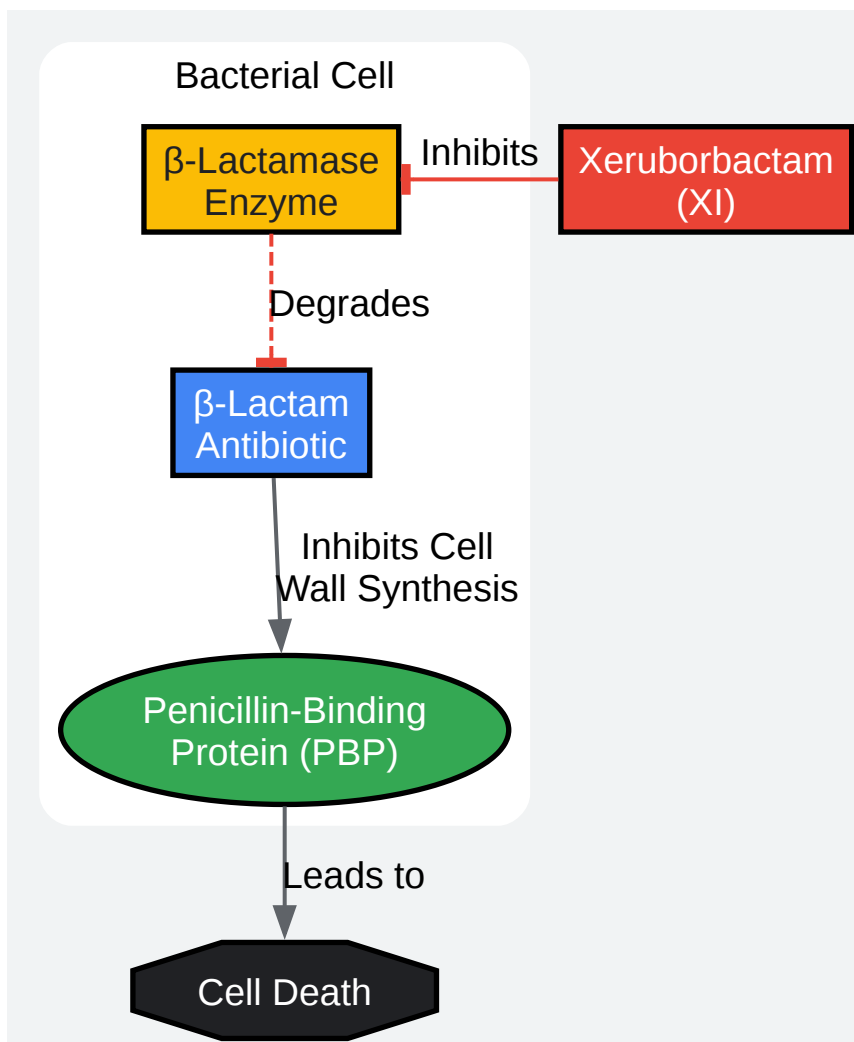 Bacterial Cell
β-Lactamase
Enzyme
Inhibits
Xeruborbactam
(XI)
Degrades
β-Lactam
Antibiotic
Inhibits Cell
Wall Synthesis
Penicillin-Binding
Protein (PBP)
Leads to
Cell Death